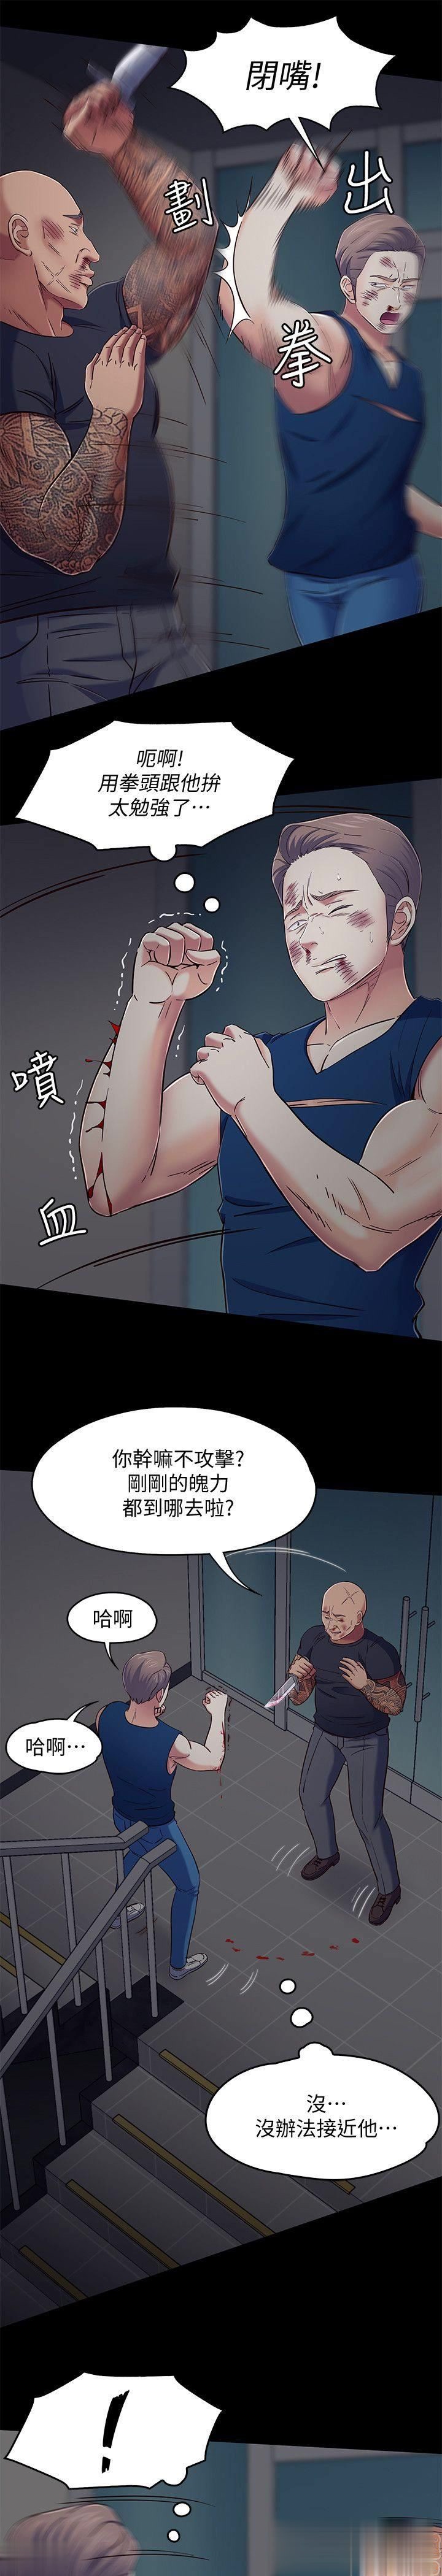 閉嘴!
劃
出
拳
呃啊!
用拳頭跟他拚
太勉強了…
噴
血
你幹嘛不攻擊?
剛剛的魄力
都到哪去啦?
哈啊
哈啊…
沒…
沒辦法接近他…
!